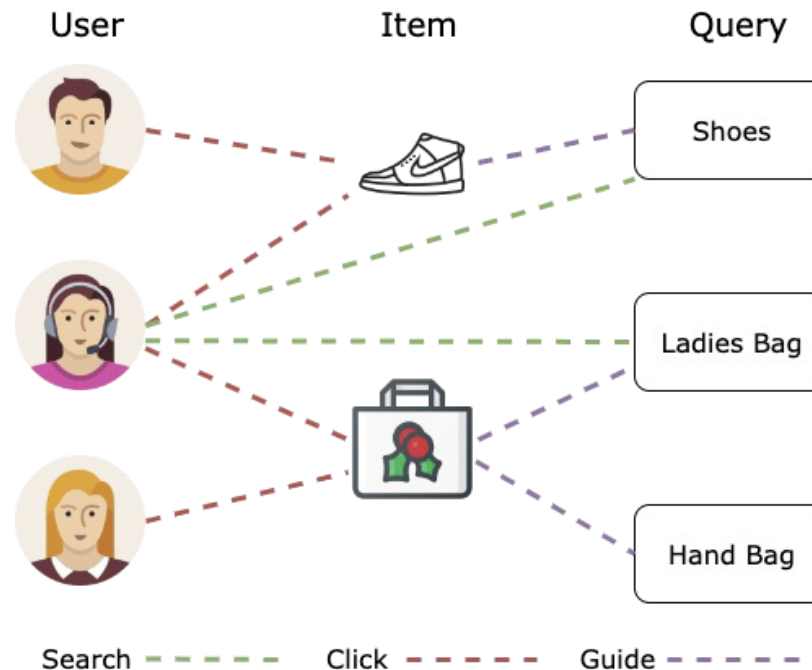 User Item Query
Shoes
Ladies Bag
Hand Bag
Search Click Guide